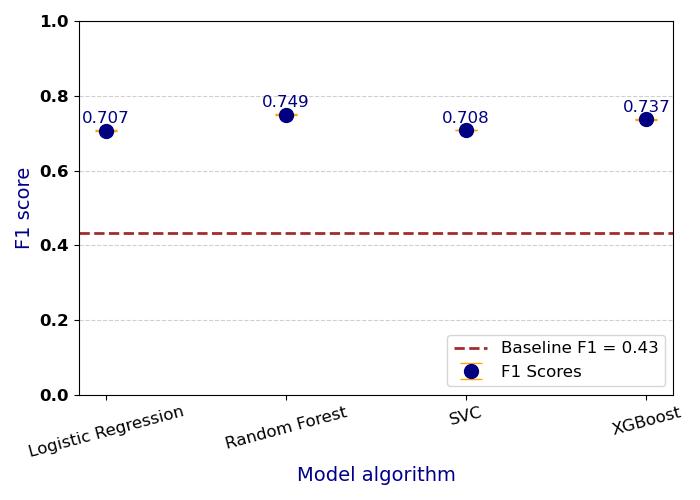 1.0
0.8
0.6
0.4
0.2
0.0
F1 score
0.707
0.749
0.708
0.737
Baseline F1 = 0.43
F1 Scores
Logistic Regression
Random Forest
SVC
XGBoost
Model algorithm